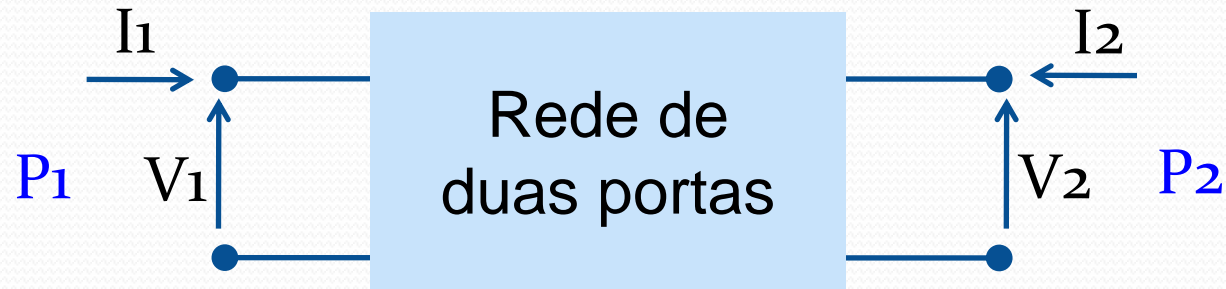 I1
I2
Rede de
duas portas
P1
V1
V2
P2